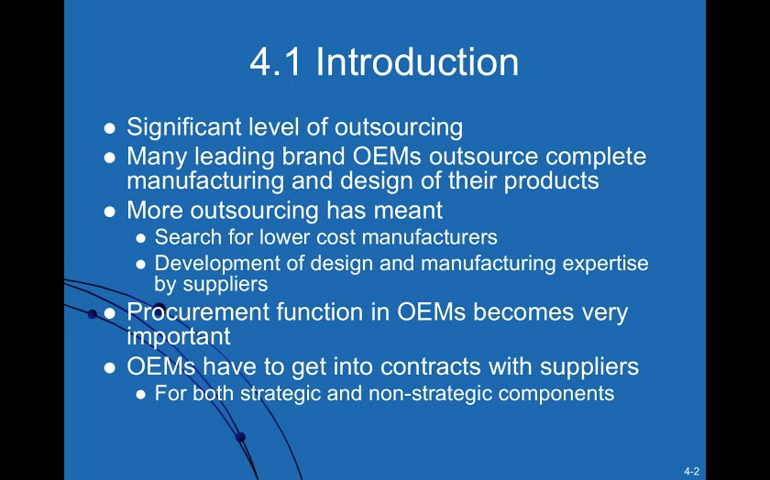 4.1 Introduction
● Significant level of outsourcing
● Many leading brand OEMs outsource complete
manufacturing and design of their products
● More outsourcing has meant
● Search for lower cost manufacturers
● Development of design and manufacturing expertise
by suppliers
● Procurement function in OEMs becomes very
important
● OEMs have to get into contracts with suppliers
● For both strategic and non-strategic components
4-2